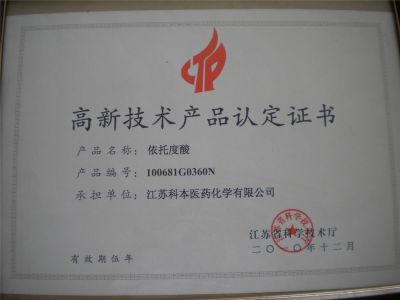 高新技术产品认定证书
产品名称：依托度酸
产品编号：100681G0360N
承担单位：江苏科本医药化学有限公司
江苏省科学技术厅
二〇一〇年十二月
有效期伍年